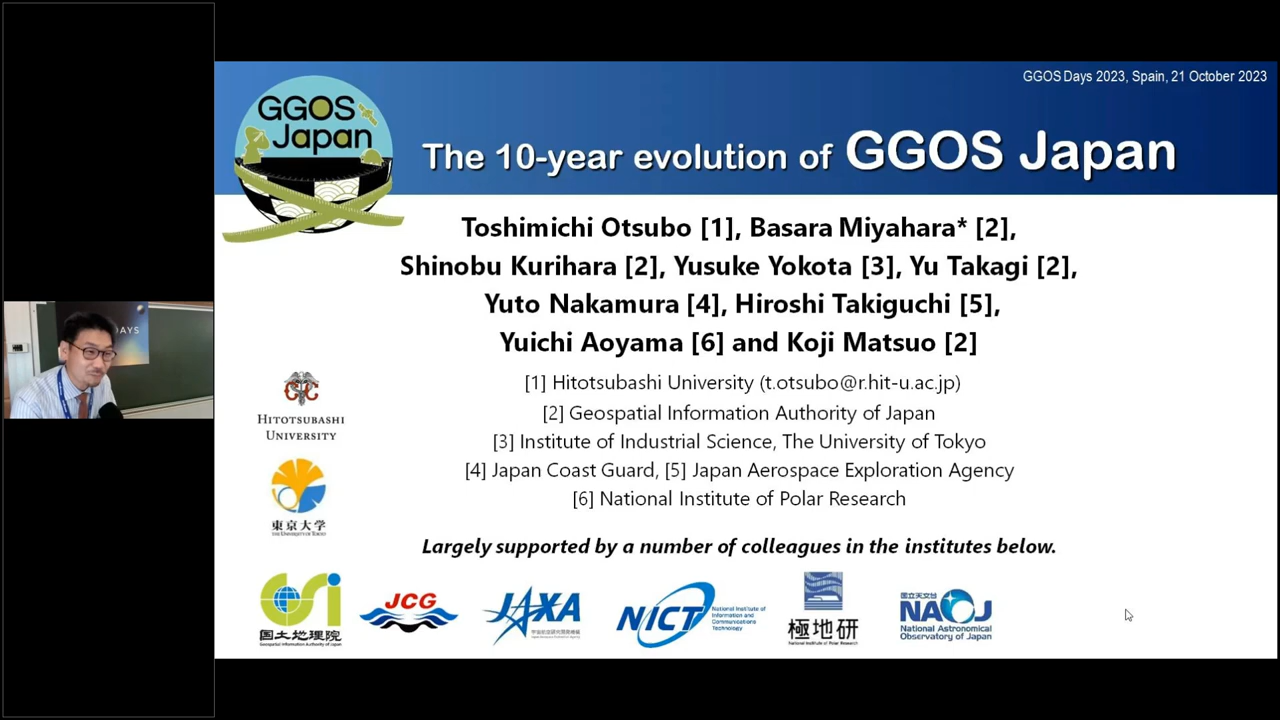 GGOS Days 2023, Spain, 21 October 2023
GGOS
Japan
The 10-year evolution of GGOS Japan
Toshimichi Otsubo [1], Basara Miyahara* [2],
Shinobu Kurihara [2], Yusuke Yokota [3], Yu Takagi [2],
Yuto Nakamura [4], Hiroshi Takiguchi [5],
Yuichi Aoyama [6] and Koji Matsuo [2]
DAYS
HITOTSUBASHI
UNIVERSITY
[1] Hitotsubashi University (t.otsubo@r.hit-u.ac.jp)
[2] Geospatial Information Authority of Japan
[3] Institute of Industrial Science, The University of Tokyo
[4] Japan Coast Guard, [5] Japan Aerospace Exploration Agency
[6] National Institute of Polar Research
東京大学
THE UNIVERSITY OF TOKYO
Largely supported by a number of colleagues in the institutes below.
GSI
国土地理院
Geospatial Information Authority of Japan
JCG
JAXA
宇宙航空研究開発機構
Japan Aerospace Exploration Agency
NICT
National Institute of
Information and
Communications
Technology
極地研
National Institute of Polar Research
国立天文台
NAOJ
National Astronomical
Observatory of Japan